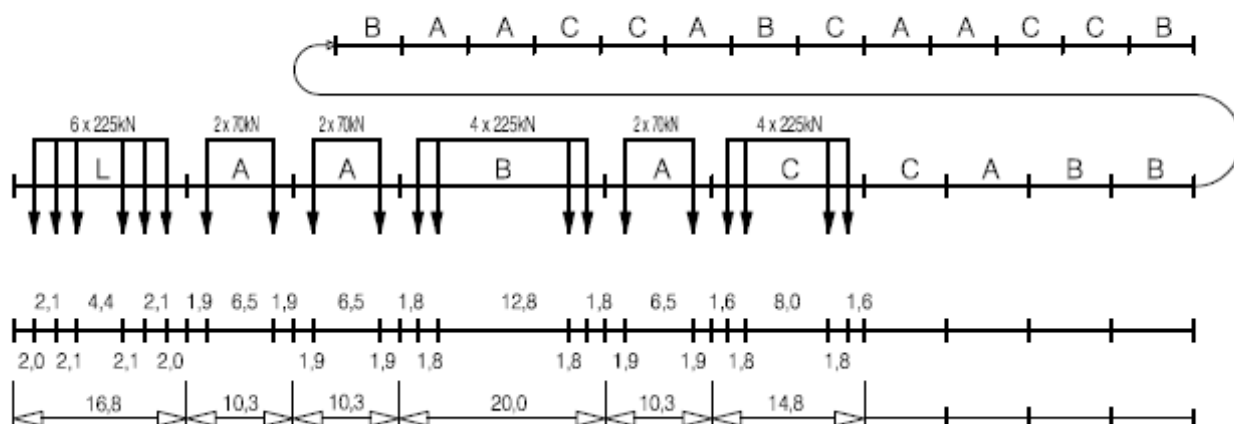 B A A C C A B C A A C C B
6 x 225kN 2 x 70kN 2 x 70kN 4 x 225kN 2 x 70kN 4 x 225kN
L A A B A C C A B B
2,1 4,4 2,1 1,9 6,5 1,9 6,5 1,8 12,8 1,8 6,5 1,6 8,0 1,6
2,0 2,1 2,1 2,0 1,9 1,9 1,8 1,8 1,9 1,9 1,8 1,8
16,8 10,3 10,3 20,0 10,3 14,8